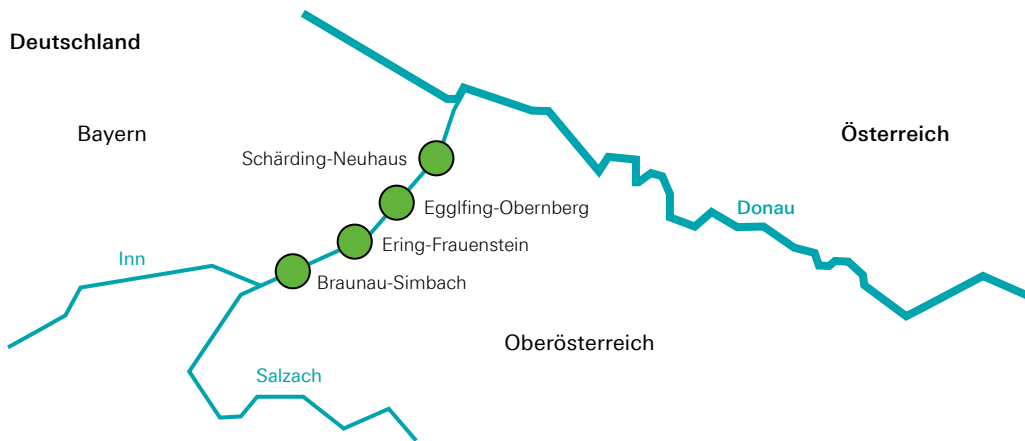 Deutschland
Bayern
Österreich
Schärding-Neuhaus
Egglfing-Obernberg
Donau
Ering-Frauenstein
Inn
Braunau-Simbach
Oberösterreich
Salzach